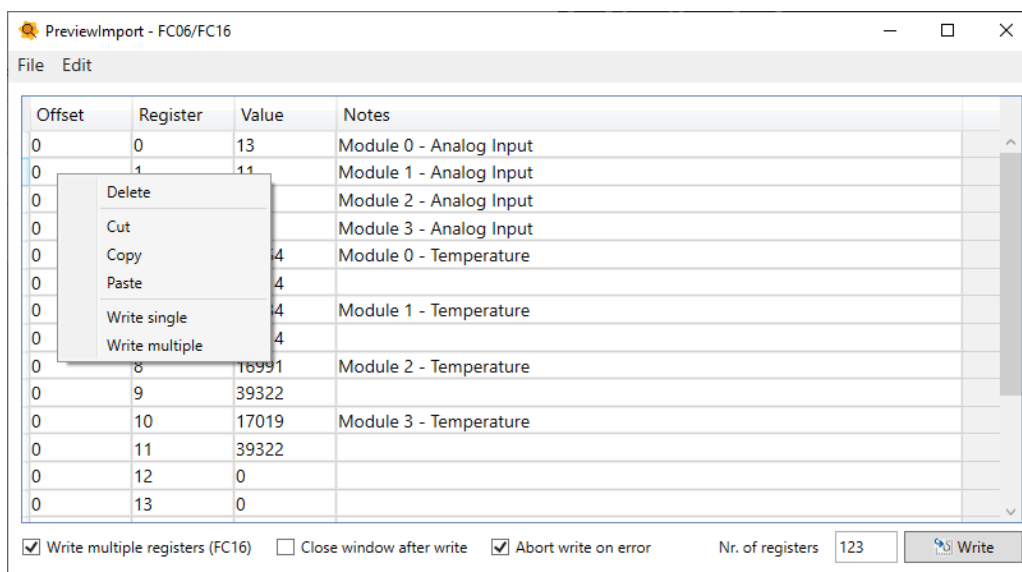 PreviewImport - FC06/FC16
File Edit
Offset Register Value Notes
0 0 13 Module 0 - Analog Input
0 1 11 Module 1 - Analog Input
0 Module 2 - Analog Input
0 Module 3 - Analog Input
0 Module 0 - Temperature
0 4
0 Module 1 - Temperature
0 4
0 8 16991 Module 2 - Temperature
0 9 39322
0 10 17019 Module 3 - Temperature
0 11 39322
0 12 0
0 13 0
Delete
Cut
Copy
Paste
Write single
Write multiple
Write multiple registers (FC16) Close window after write Abort write on error Nr. of registers 123 Write